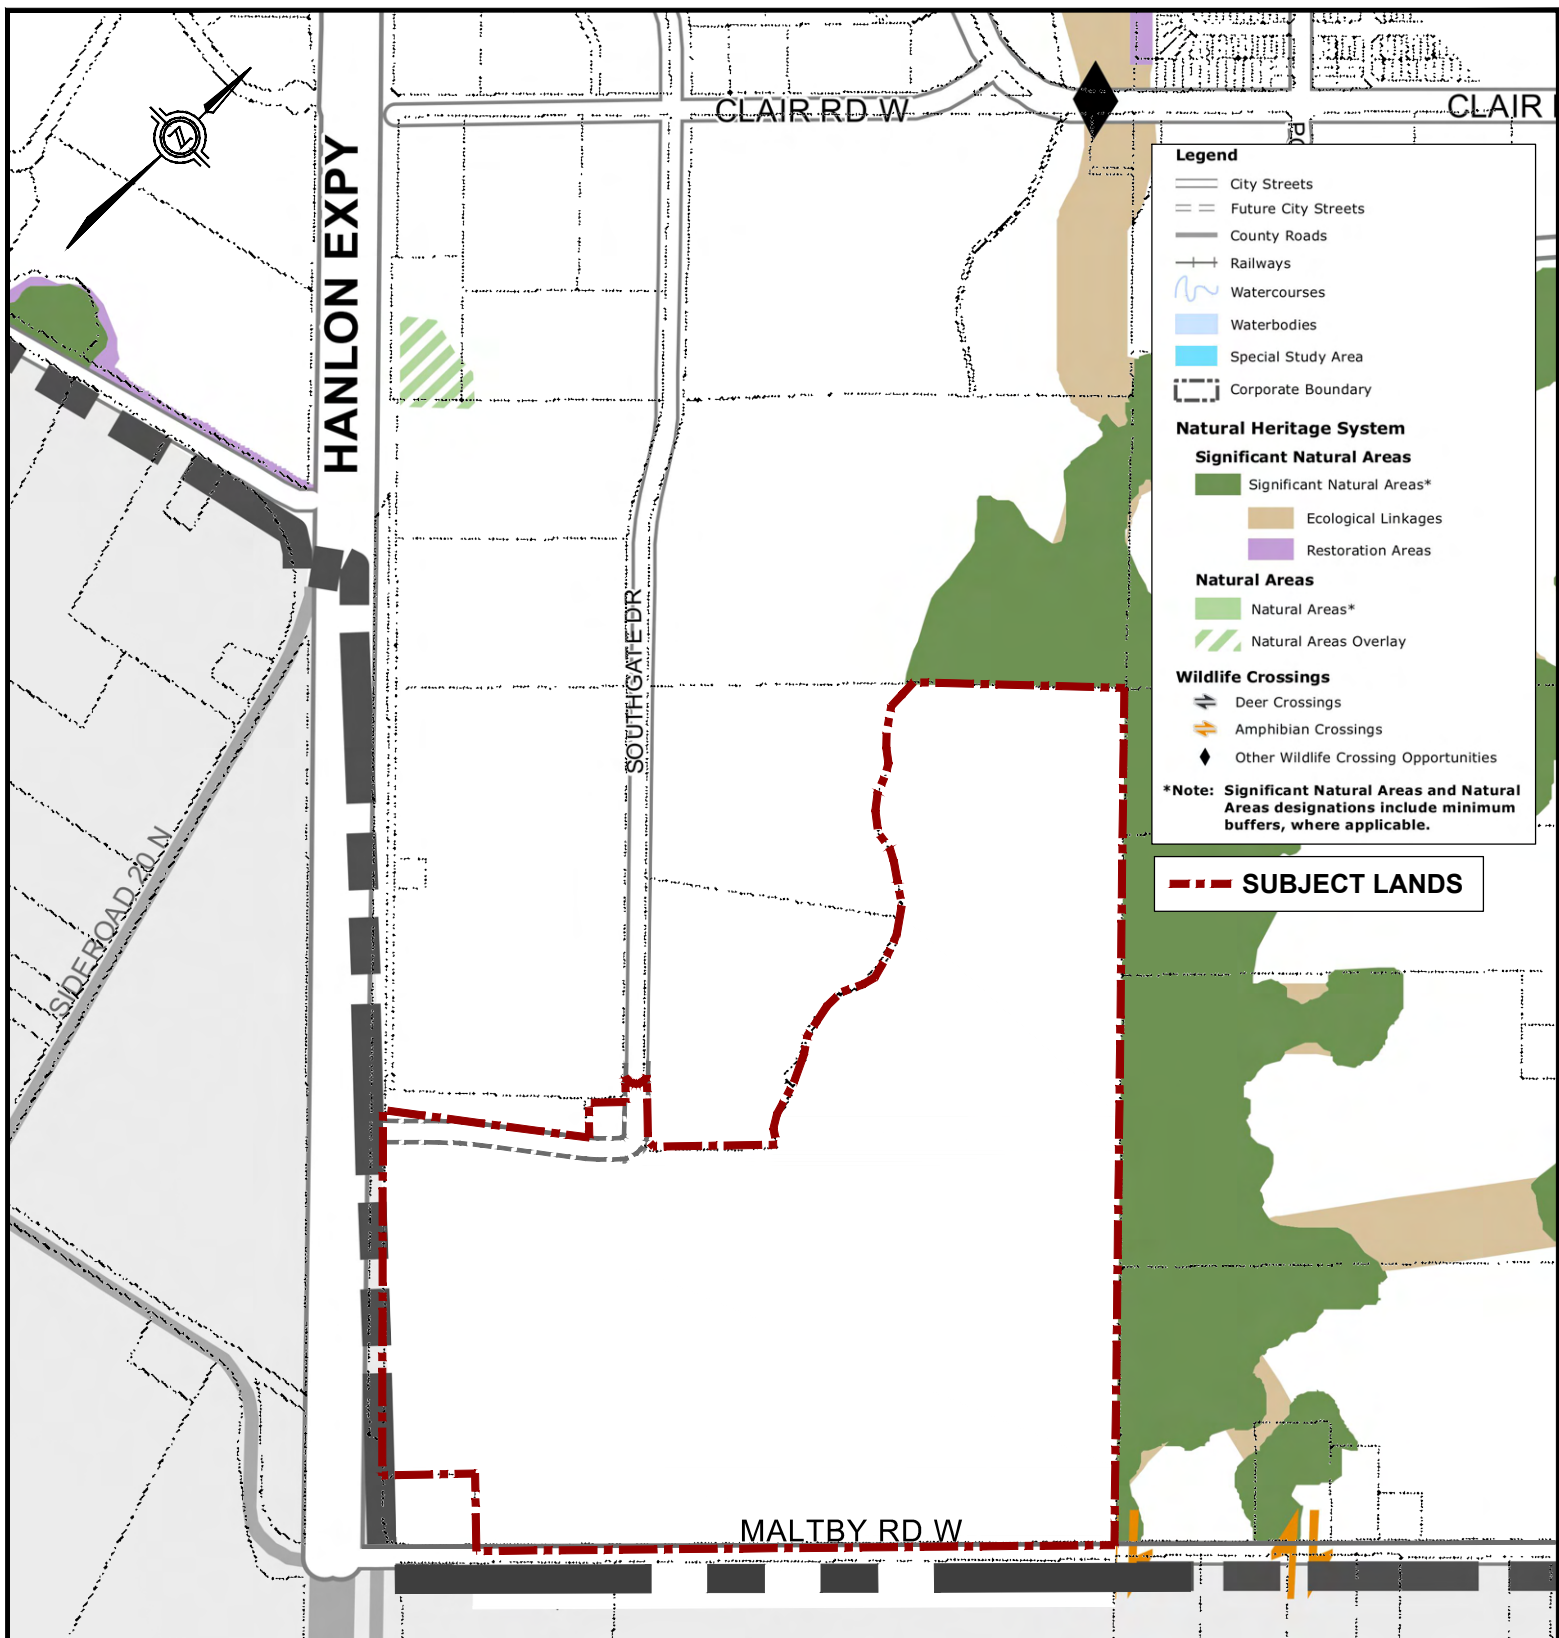 CLAIR RD W
CLAIR
HANLON EXPY
SOUTHGATE DR
SIDEROAD 20 N
MALTBY RD W
Z
Legend
City Streets
Future City Streets
County Roads
Railways
Watercourses
Waterbodies
Special Study Area
Corporate Boundary
Natural Heritage System
Significant Natural Areas
Significant Natural Areas*
Ecological Linkages
Restoration Areas
Natural Areas
Natural Areas*
Natural Areas Overlay
Wildlife Crossings
Deer Crossings
Amphibian Crossings
Other Wildlife Crossing Opportunities
*Note: Significant Natural Areas and Natural
Areas designations include minimum
buffers, where applicable.
SUBJECT LANDS